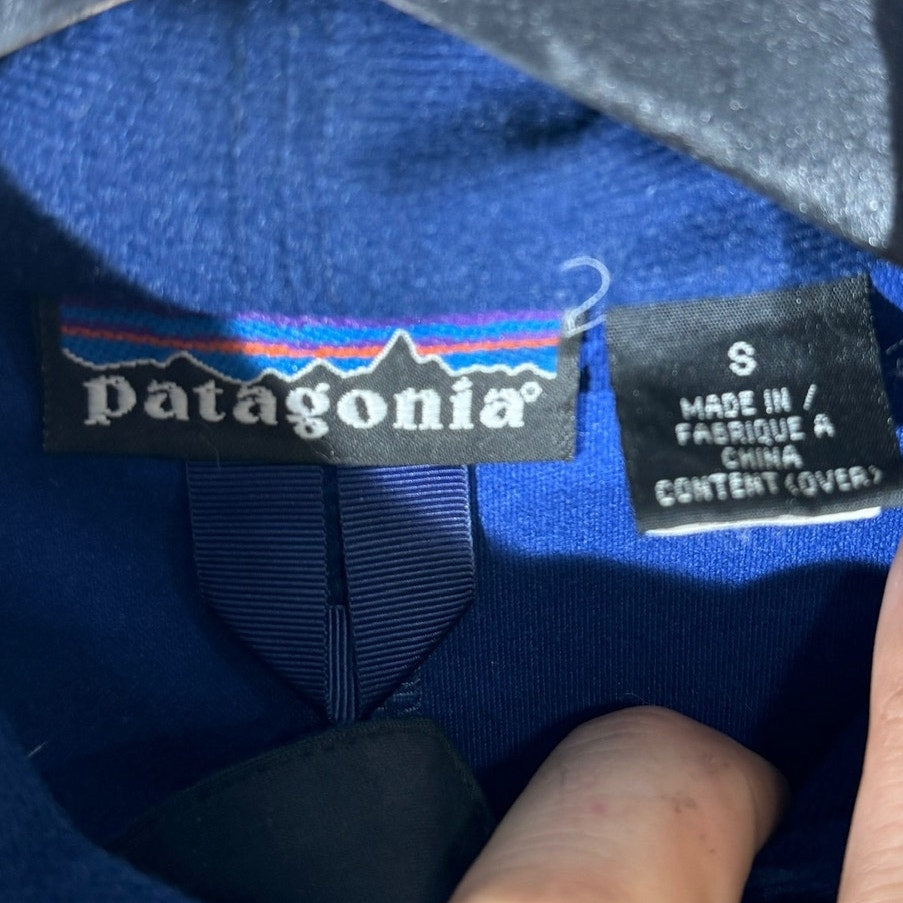 patagonia®
S
MADE IN /
FABRIQUE A
CHINA
CONTENT (OVER)